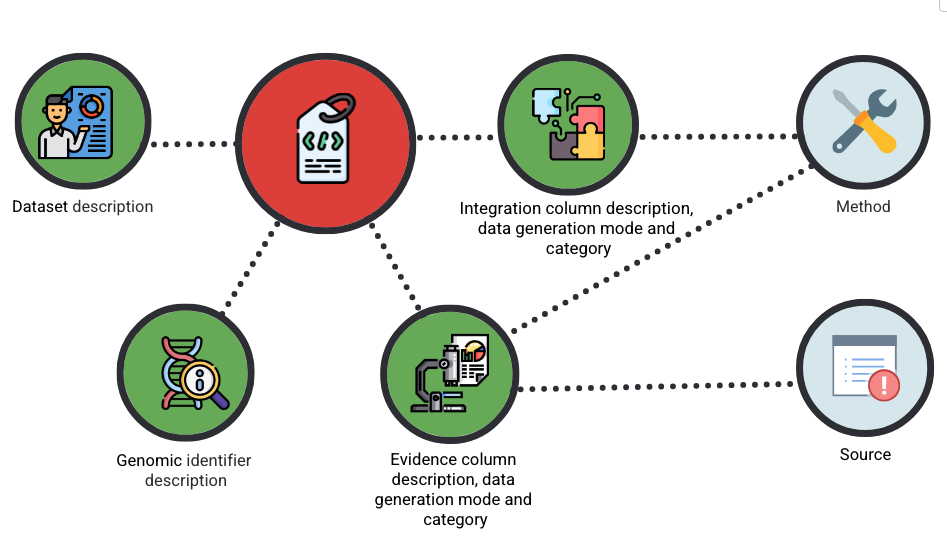 Dataset description
Integration column description,
data generation mode and
category
Method
Genomic identifier
description
Evidence column
description, data
generation mode and
category
Source